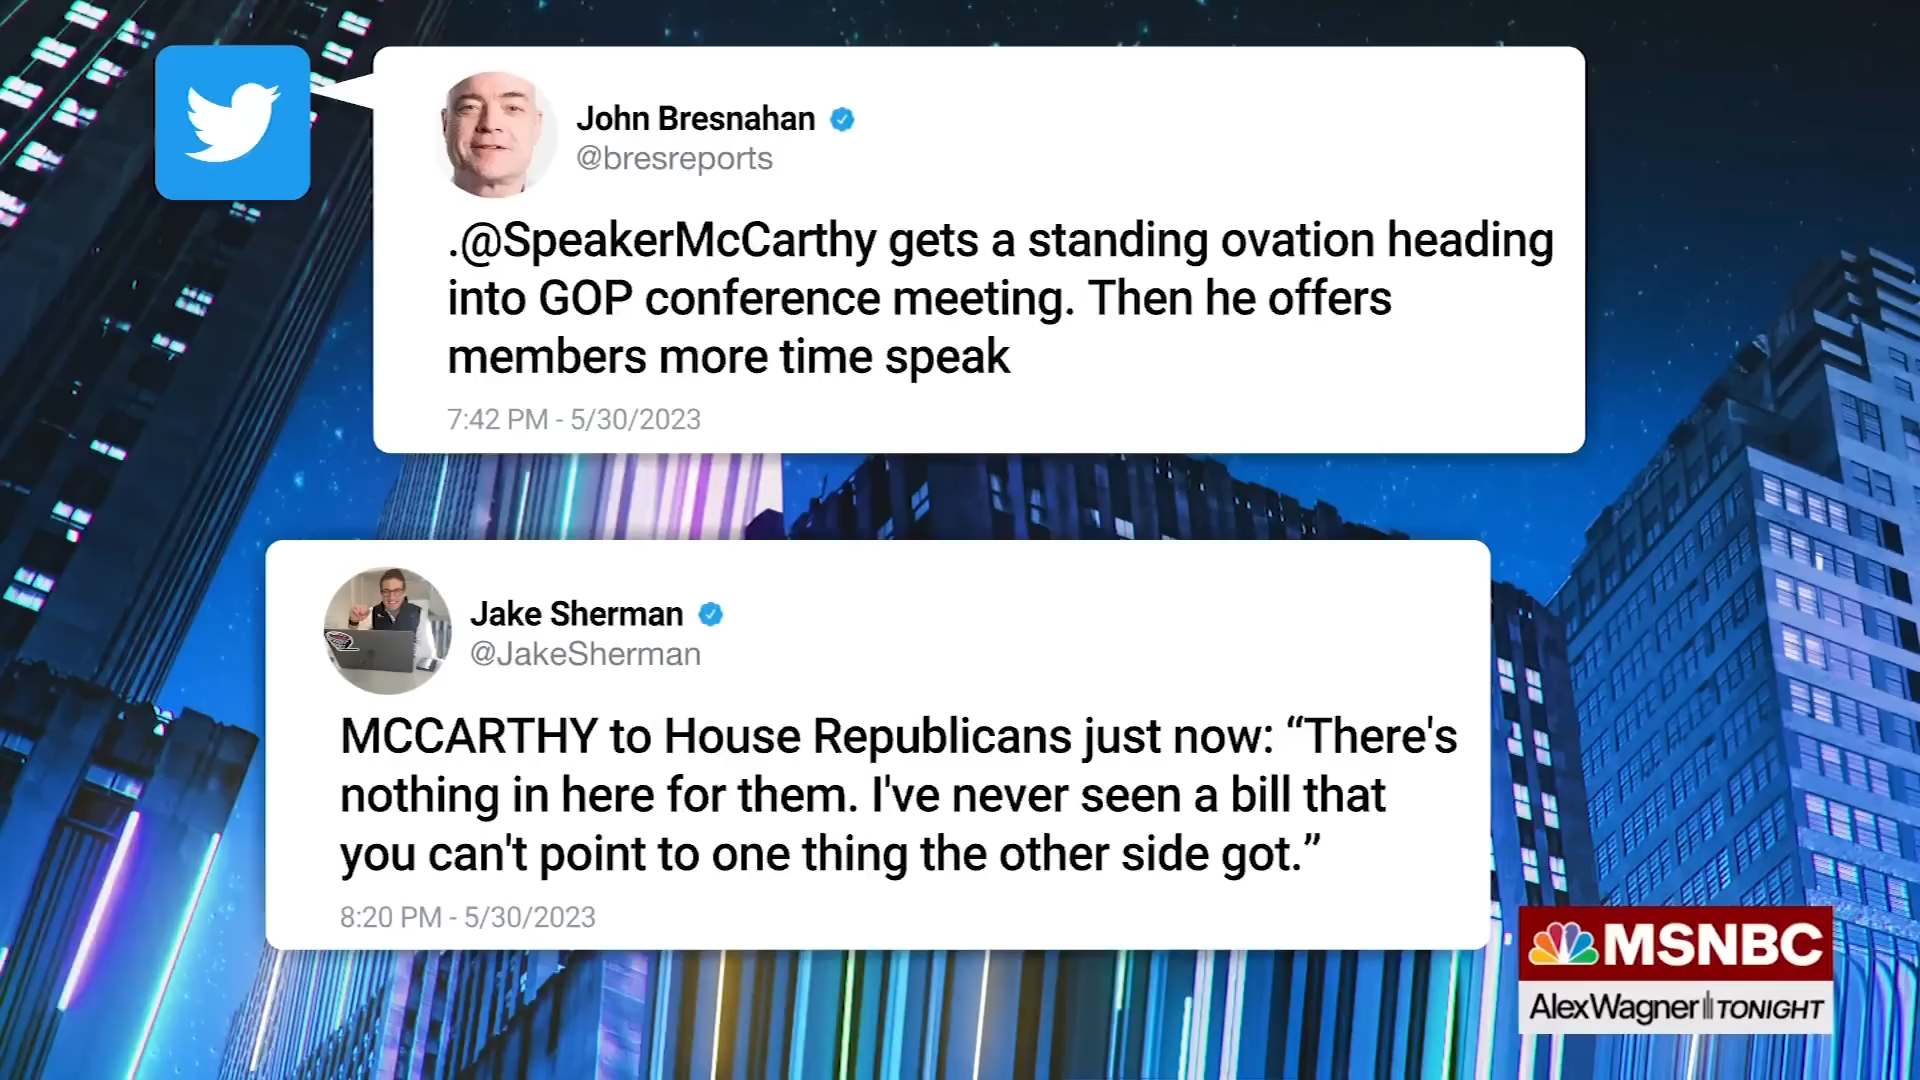 John Bresnahan
@bresreports
.@SpeakerMcCarthy gets a standing ovation heading
into GOP conference meeting. Then he offers
members more time speak
7:42 PM - 5/30/2023
Jake Sherman
@JakeSherman
MCCARTHY to House Republicans just now: “There's
nothing in here for them. I've never seen a bill that
you can't point to one thing the other side got.”
8:20 PM - 5/30/2023
MSNBC
AlexWagner TONIGHT